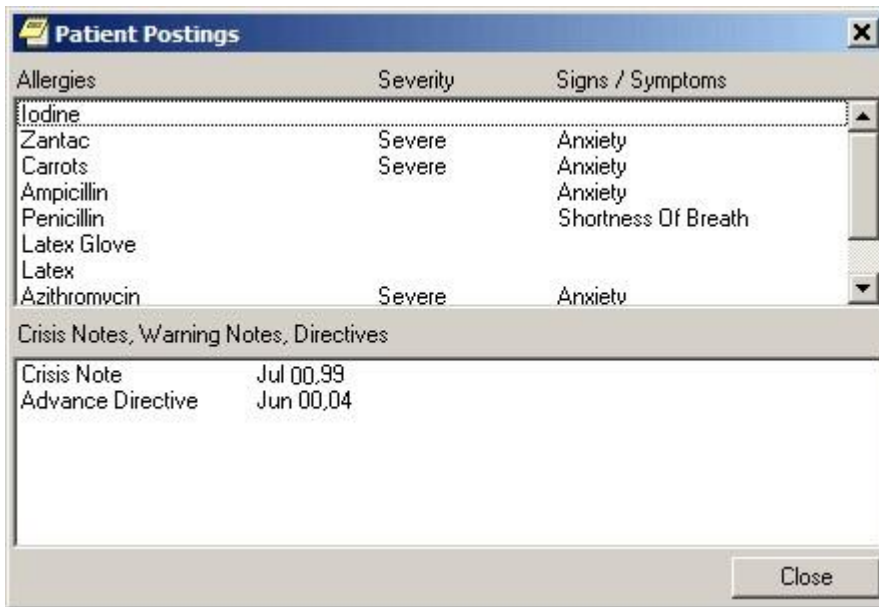 Patient Postings
Allergies Severity Signs / Symptoms
Iodine
Zantac Severe Anxiety
Carrots Severe Anxiety
Ampicillin Anxiety
Penicillin Shortness Of Breath
Latex Glove
Latex
Azithromycin Severe Anxiety
Crisis Notes, Warning Notes, Directives
Crisis Note Jul 00,99
Advance Directive Jun 00,04
Close